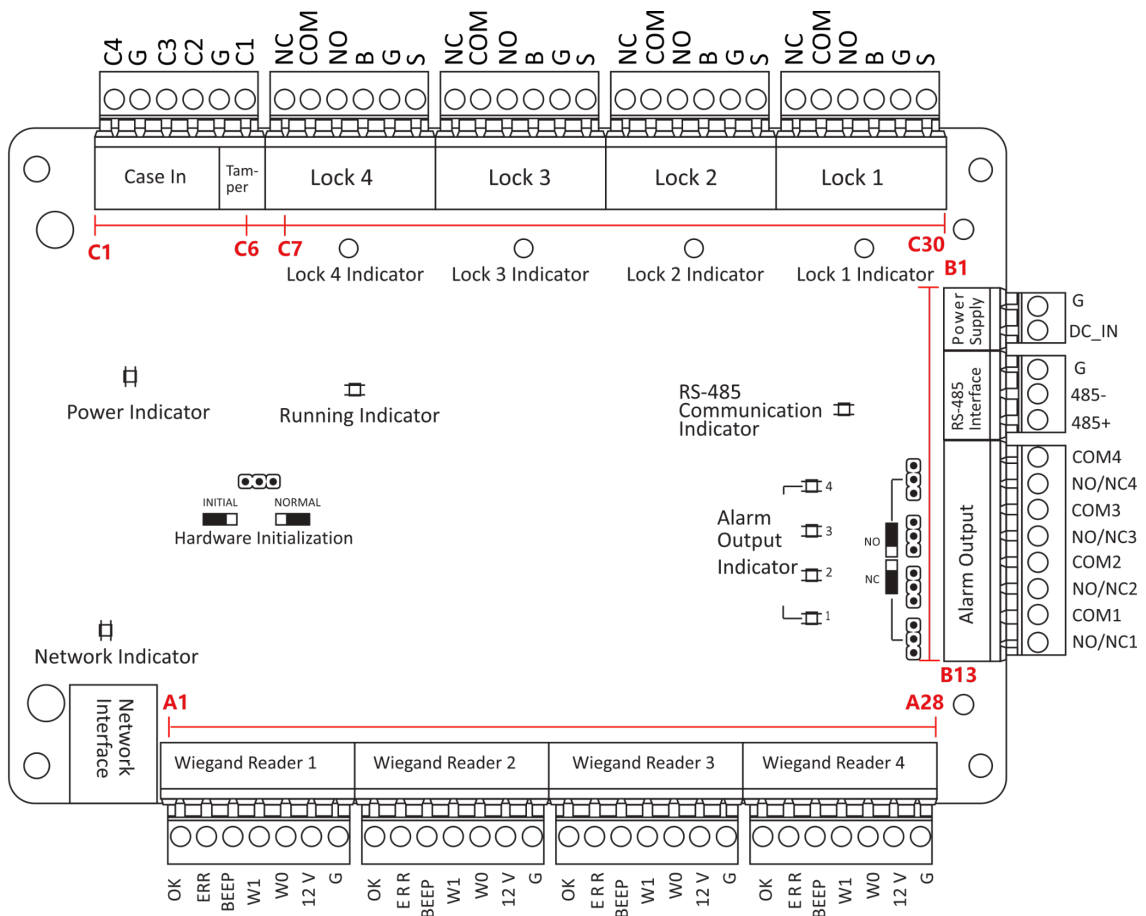 C4 G C3 C2 G C1 NC COM NO B G S NC COM NO B G S NC COM NO B G S NC COM NO B G S
Case In
Tam-
per
Lock 4
Lock 3
Lock 2
Lock 1
C1
C6
C7
C30
Lock 4 Indicator
Lock 3 Indicator
Lock 2 Indicator
Lock 1 Indicator
B1
Power
Supply
G
DC_IN
RS-485
Interface
G
485-
485+
Power Indicator
Running Indicator
RS-485
Communication
Indicator
INITIAL
NORMAL
Hardware Initialization
Alarm
Output
Indicator
4
3
2
1
NO
NC
Alarm Output
COM4
NO/NC4
COM3
NO/NC3
COM2
NO/NC2
COM1
NO/NC1
B13
Network Indicator
Network
Interface
A1
A28
Wiegand Reader 1
Wiegand Reader 2
Wiegand Reader 3
Wiegand Reader 4
OK ERR BEEP W1 W0 12 V G OK E R R BEEP W1 W0 12 V G OK E R R BEEP W1 W0 12 V G OK E R R BEEP W1 W0 12 V G